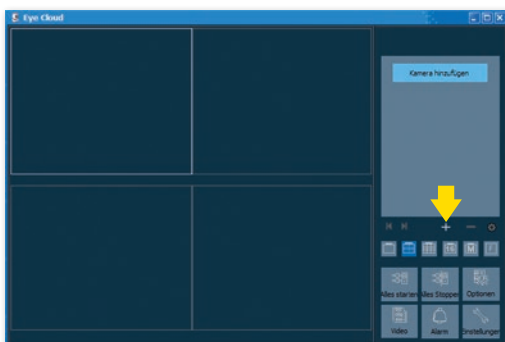 Eye Cloud
Kamera hinzufügen
Alles starten Alles Stoppen Optionen
Video Alarm Einstellungen